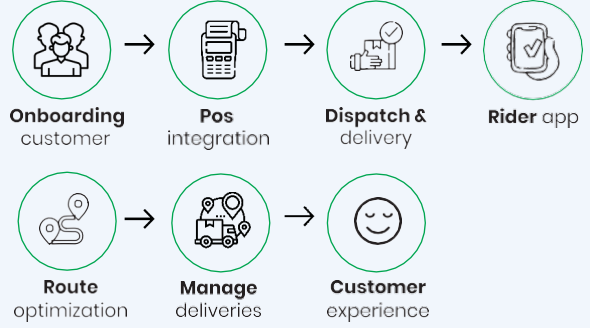 Onboarding
customer
Pos
integration
Dispatch &
delivery
Rider app
Route
optimization
Manage
deliveries
Customer
experience